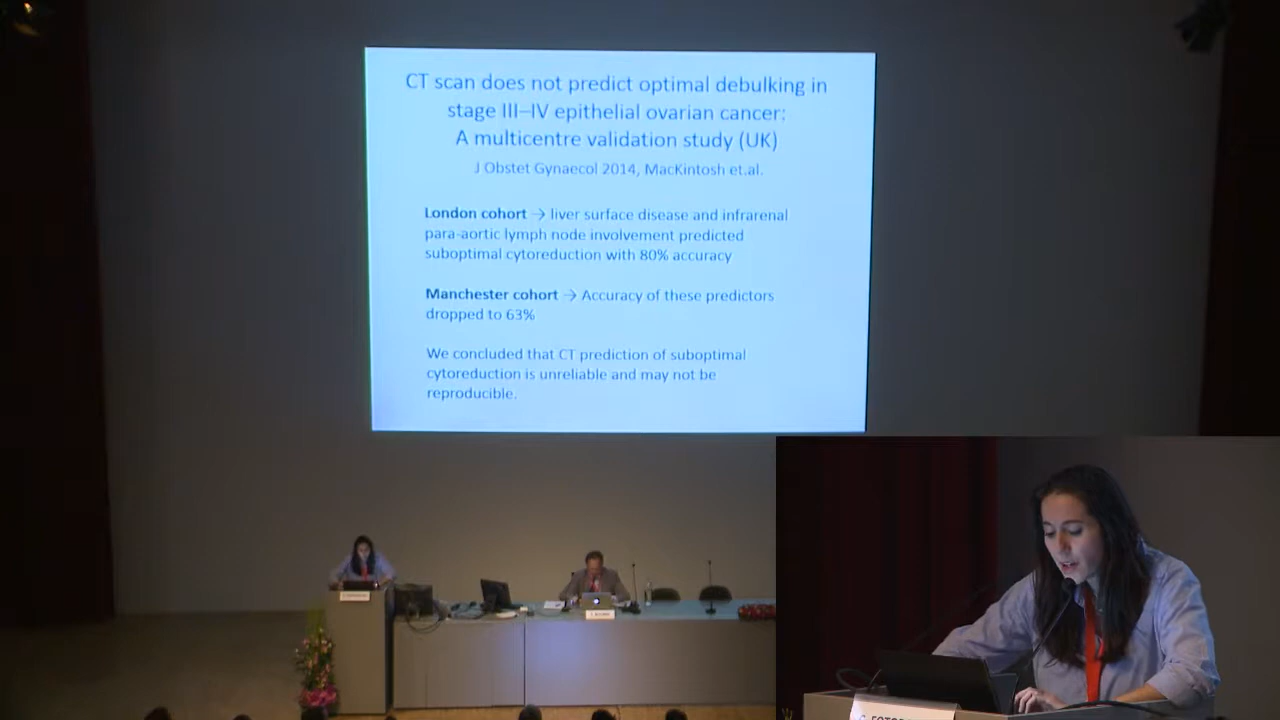 CT scan does not predict optimal debulking in
stage III–IV epithelial ovarian cancer:
A multicentre validation study (UK)
J Obstet Gynaecol 2014, MacKintosh et.al.
London cohort → liver surface disease and infrarenal
para-aortic lymph node involvement predicted
suboptimal cytoreduction with 80% accuracy
Manchester cohort → Accuracy of these predictors
dropped to 63%
We concluded that CT prediction of suboptimal
cytoreduction is unreliable and may not be
reproducible.